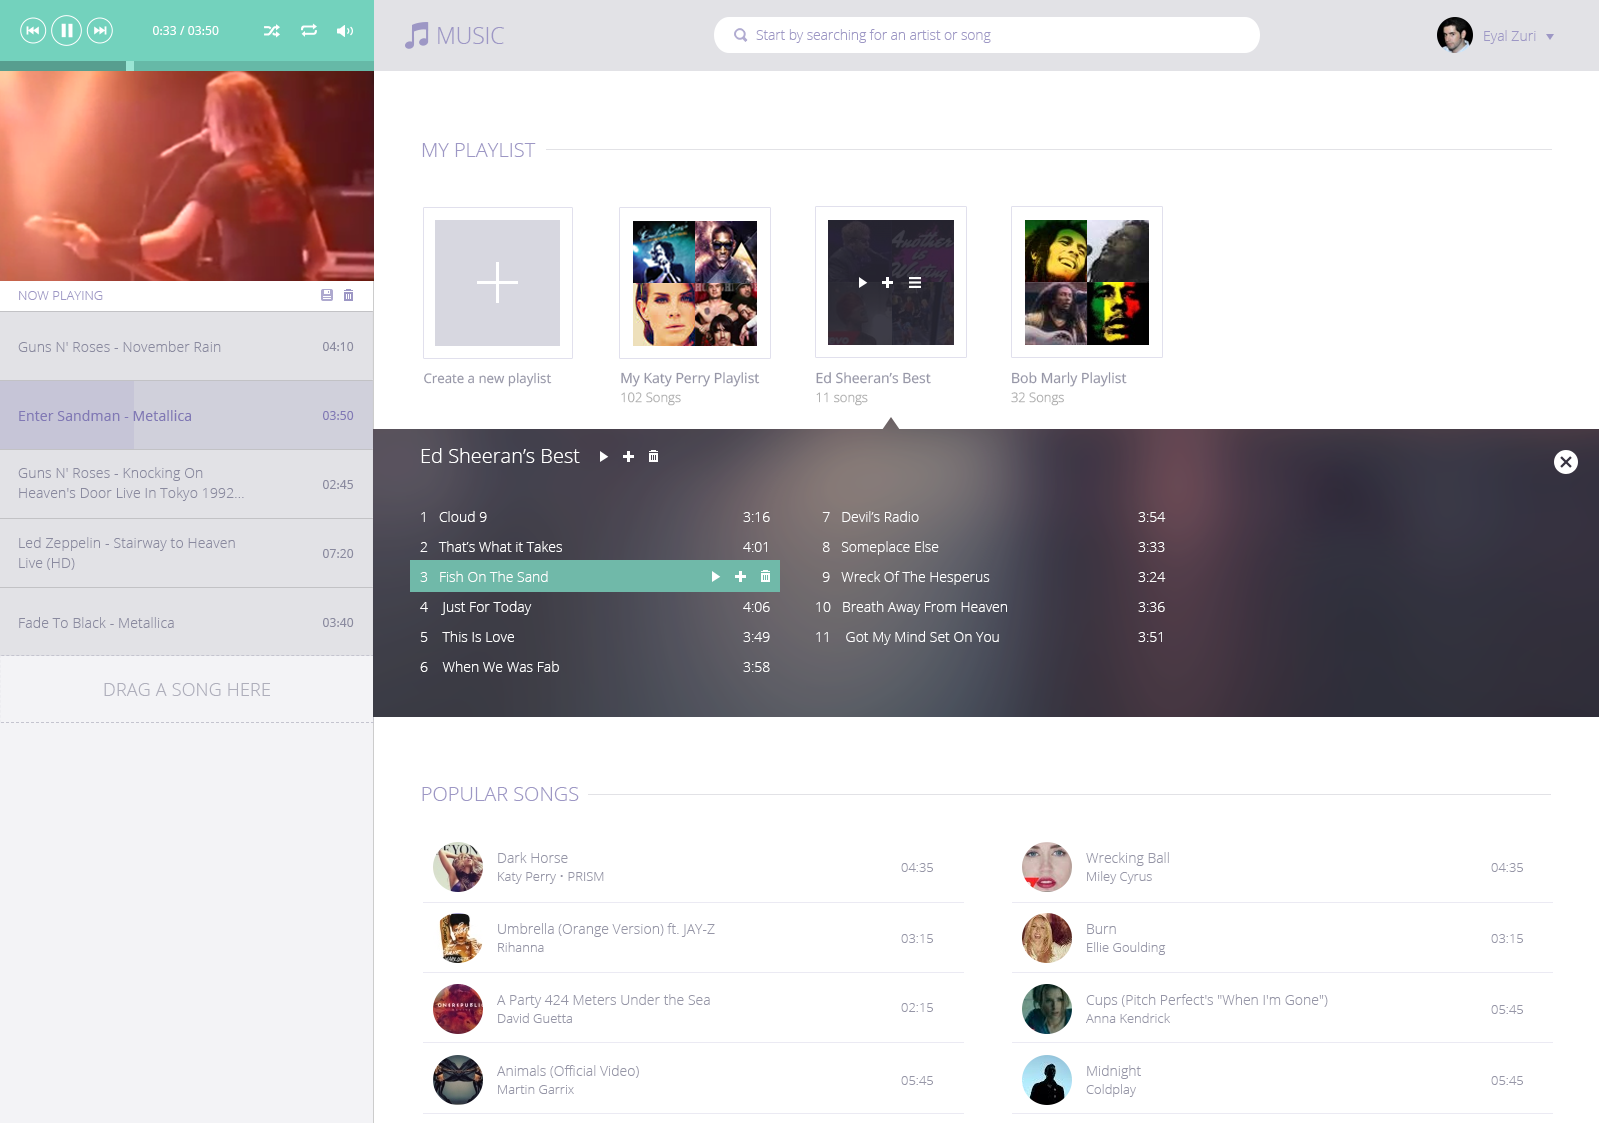 0:33 / 03:50
MUSIC
Start by searching for an artist or song
Eyal Zuri
NOW PLAYING
Guns N' Roses - November Rain 04:10
Enter Sandman - Metallica 03:50
Guns N' Roses - Knocking On
Heaven's Door Live In Tokyo 1992...
02:45
Led Zeppelin - Stairway to Heaven
Live (HD)
07:20
Fade To Black - Metallica 03:40
DRAG A SONG HERE
MY PLAYLIST
Another
is
Waiting
Create a new playlist
My Katy Perry Playlist
102 Songs
Ed Sheeran’s Best
11 songs
Bob Marly Playlist
32 Songs
Ed Sheeran’s Best
1 Cloud 9 3:16
2 That’s What it Takes 4:01
3 Fish On The Sand
4 Just For Today 4:06
5 This Is Love 3:49
6 When We Was Fab 3:58
7 Devil’s Radio 3:54
8 Someplace Else 3:33
9 Wreck Of The Hesperus 3:24
10 Breath Away From Heaven 3:36
11 Got My Mind Set On You 3:51
POPULAR SONGS
Dark Horse
Katy Perry • PRISM
04:35
Umbrella (Orange Version) ft. JAY-Z
Rihanna
03:15
ONEREPUBLIC
A Party 424 Meters Under the Sea
David Guetta
02:15
Animals (Official Video)
Martin Garrix
05:45
Wrecking Ball
Miley Cyrus
04:35
Burn
Ellie Goulding
03:15
Cups (Pitch Perfect's "When I'm Gone")
Anna Kendrick
05:45
Midnight
Coldplay
05:45